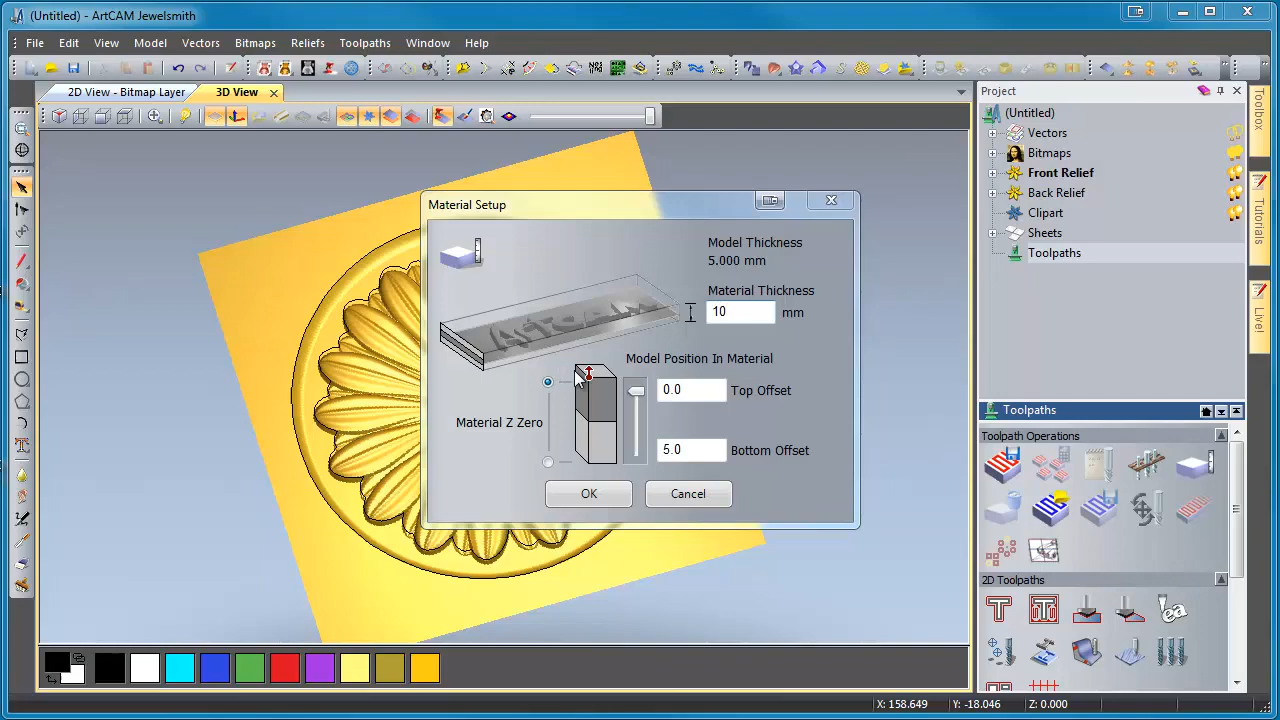 (Untitled) - ArtCAM Jewelsmith
File Edit View Model Vectors Bitmaps Reliefs Toolpaths Window Help
2D View - Bitmap Layer
3D View
Project
(Untitled)
Vectors
Bitmaps
Front Relief
Back Relief
Clipart
Sheets
Toolpaths
Toolbox
Tutorials
Live!
Material Setup
Model Thickness
5.000 mm
Material Thickness
10 mm
ArtCAM
Model Position In Material
0.0 Top Offset
Material Z Zero
5.0 Bottom Offset
OK
Cancel
Toolpaths
Toolpath Operations
2D Toolpaths
X: 158.649
Y: -18.046
Z: 0.000